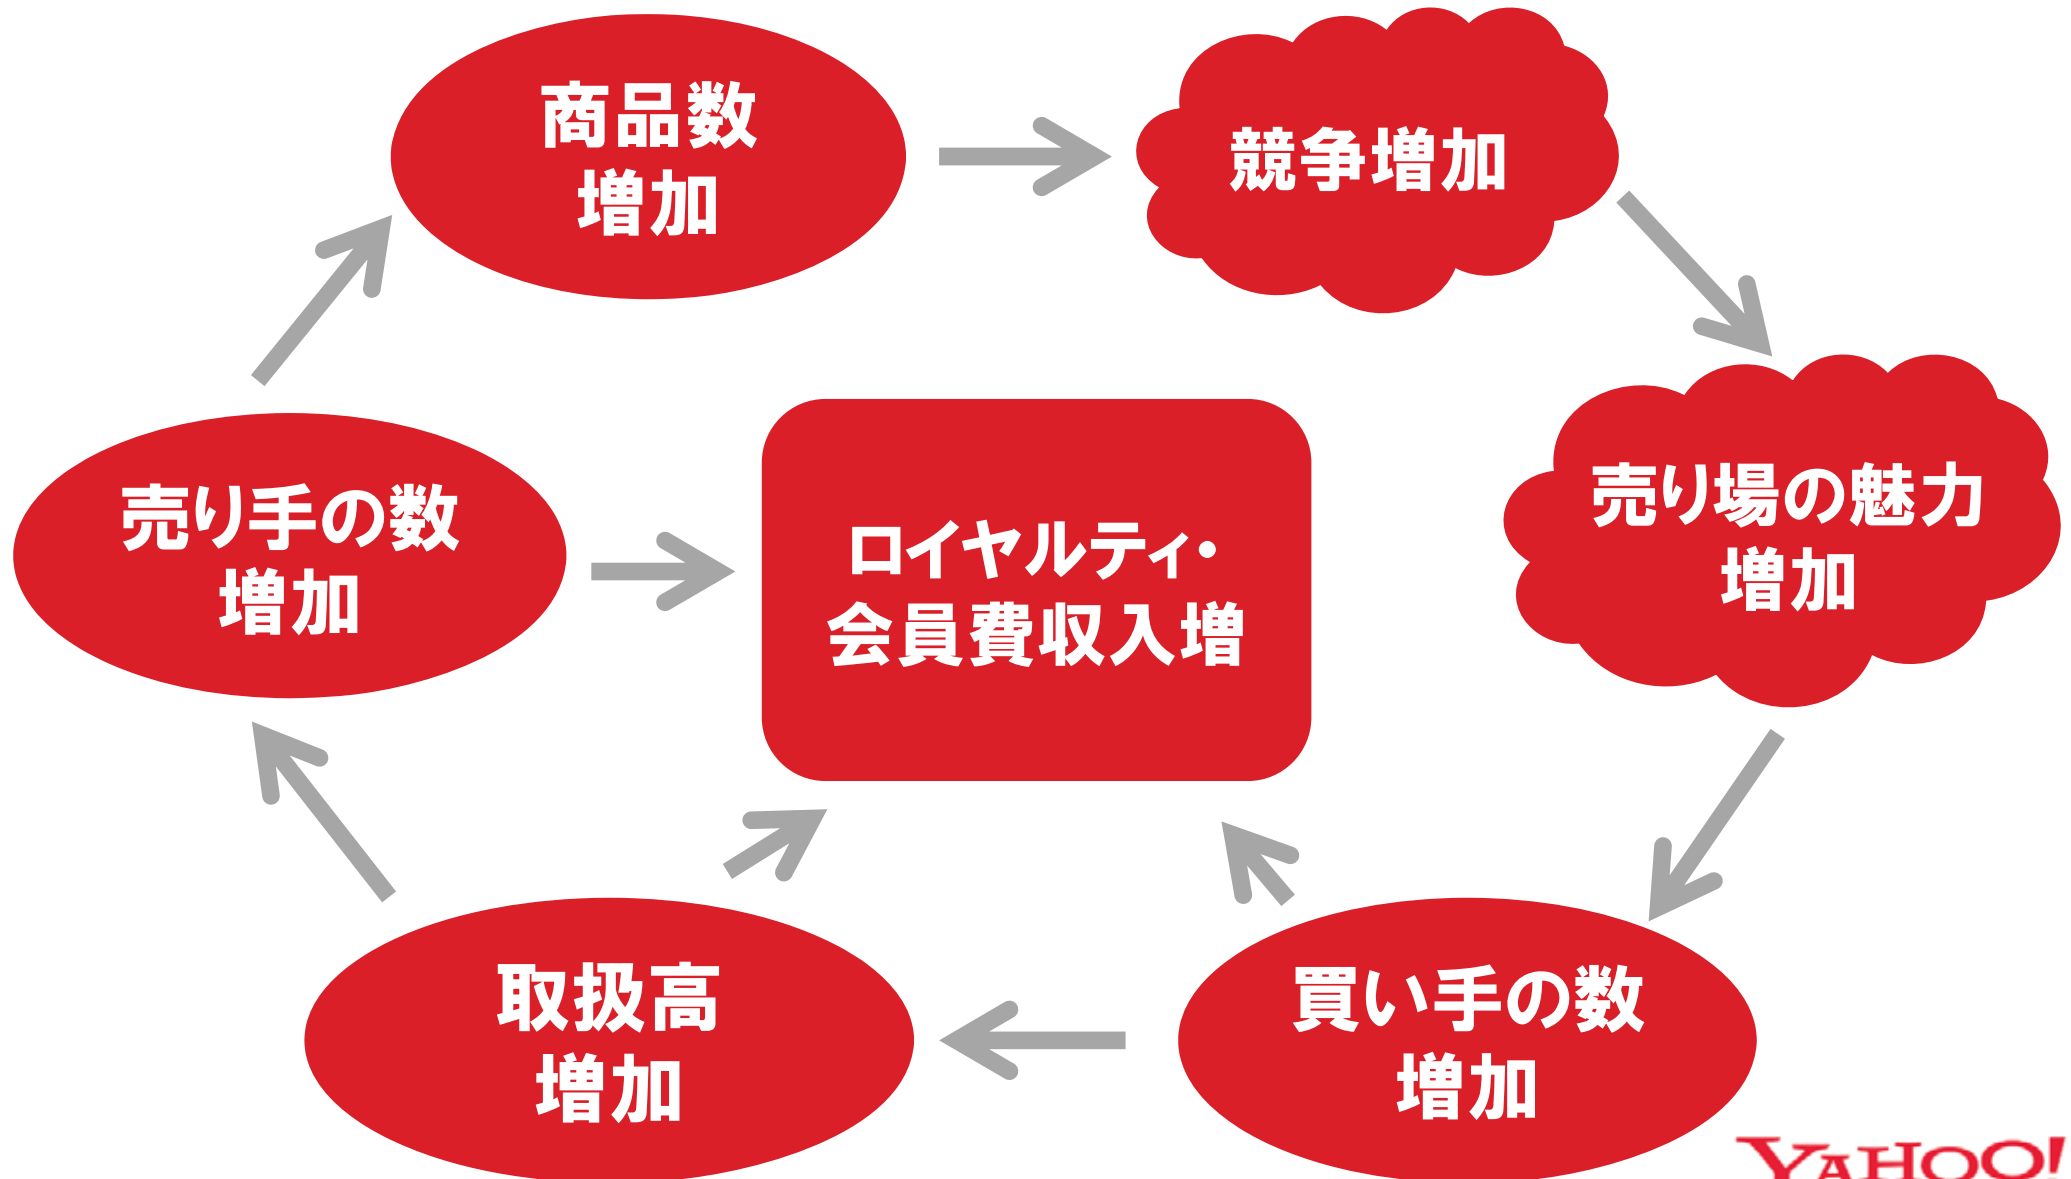 商品数
増加
競争増加
売り手の数
増加
ロイヤルティ・
会員費収入増
売り場の魅力
増加
取扱高
増加
買い手の数
増加
YAHOO!